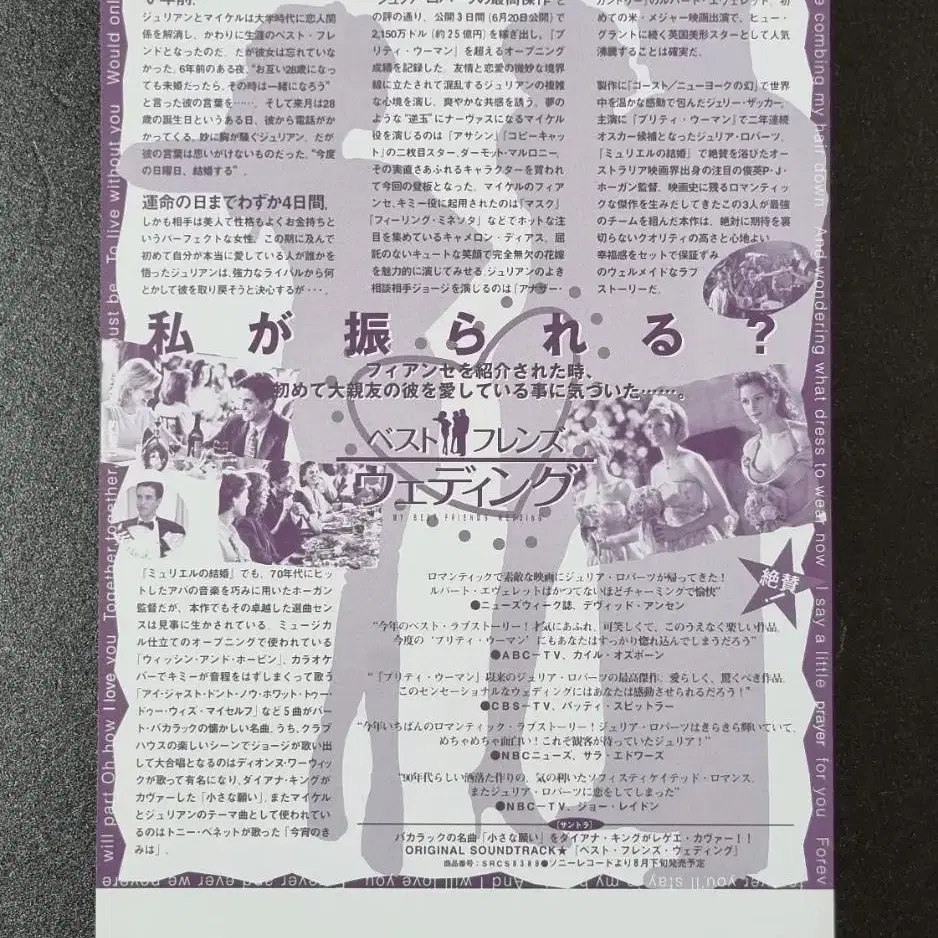 ジュリアンとマイケルは大学時代に恋人関
係を解消し、かわりに生涯のベスト・フレ
ンドとなったのだ。だが彼女は忘れていな
かった。6年前のある夜、“お互い28歳になっ
ても未婚だったら、その時は一緒になろう”
と言った彼の言葉を……。そして来月は28
歳の誕生日というある日、彼から電話がか
かってくる。妙に胸が騒ぐジュリアン。だが
彼の言葉は思いがけないものだった。“今度
の日曜日、結婚する”。
運命の日までわずか4日間。
しかも相手は美人で性格もよくお金持ち
というパーフェクトな女性。この期に及んで
初めて自分が本当に愛している人が誰かを
悟ったジュリアンは、強力なライバルから何
とかして彼を取り戻そうと決心するが・・・。
ジュリア・ロバーツの最高傑作”と
の評の通り、公開3日間(6月20日公開)で
2,150万ドル(約25億円)を稼ぎ出し、『プ
リティ・ウーマン』を超えるオープニング
成績を記録した。友情と恋愛の微妙な境界
線に立たされて混乱するジュリアンの複雑
な心境を演じ、爽やかな共感を誘う。夢の
ような“逆玉”にナーヴァスになるマイケル
役を演じるのは『アサシン』『コピーキャッ
ト』の二枚目スター、ダーモット・マルロニー。
その実直さあふれるキャラクターを買われ
て今回の登板となった。マイケルのフィアン
セ、キミー役に起用されたのは『マスク』
『フィーリング・ミネソタ』などでホットな注
目を集めているキャメロン・ディアス。屈
託のないキュートな笑顔で完全無欠の花嫁
を魅力的に演じてみせる。ジュリアンのよき
相談相手ジョージを演じるのは『アナザー・
カントリー』のルパート・エヴェレット。初
めての米・メジャー映画出演で、ヒュー・
グラントに続く英国美形スターとして人気
沸騰することは確実だ。
製作に『ゴースト/ニューヨークの幻』で世界
中を温かな感動で包んだジェリー・ザッカー。
主演に『プリティ・ウーマン』で二年連続
オスカー候補となったジュリア・ロバーツ。
『ミュリエルの結婚』で絶賛を浴びたオー
ストラリア映画界出身の注目の俊英P・J・
ホーガン監督。映画史に残るロマンティック
な傑作を生みだしてきたこの3人が最強
のチームを組んだ本作は、絶対に期待を裏
切らないクオリティの高さと心地よい
幸福感をセットで保証ずみ
のウェルメイドなラブ
ストーリーだ。
私が振られる?
フィアンセを紹介された時、
初めて大親友の彼を愛している事に気づいた……。
ベスト フレンズ
ウェディング
MY BEST FRIEND'S WEDDING
『ミュリエルの結婚』でも、70年代にヒッ
トしたアバの音楽を巧みに用いたホーガン
監督だが、本作でもその卓越した選曲セン
スは見事に生かされている。ミュージカ
ル仕立てのオープニングで使われている
「ウィッシン・アンド・ホーピン」、カラオケ
バーでキミーが音程をはずしまくって歌う
「アイ・ジャスト・ドント・ノウ・ホワット・トゥー・
ドゥー・ウィズ・マイセルフ」など5曲がバー
ト・バカラックの懐かしい名曲。うち、クラブ
ハウスの楽しいシーンでジョージが歌い出
して大合唱となるのはディオンヌ・ワーウィッ
クが歌って有名になり、ダイアナ・キングが
カヴァーした「小さな願い」。またマイケル
とジュリアンのテーマ曲として使われてい
るのはトニー・ベネットが歌った「今宵のき
みは」。
絶賛!
ロマンティックで素敵な映画にジュリア・ロバーツが帰ってきた!
ルパート・エヴェレットはかつてないほどチャーミングで愉快”
●ニューズウィーク誌、デヴィッド・アンセン
“今年のベスト・ラブストーリー!才気にあふれ、可笑しくて、このうえなく楽しい作品。
今度の‘プリティ・ウーマン’にもあなたはすっかり惚れ込んでしまうだろう”
●ABC−TV、カイル・オズボーン
“『プリティ・ウーマン』以来のジュリア・ロバーツの最高傑作。愛らしく、驚くべき作品。
このセンセーショナルなウェディングにはあなたは感動させられるだろう!”
●CBS−TV、パッティ・スピットラー
“今年いちばんのロマンティック・ラブストーリー!ジュリア・ロバーツはきらきら輝いていて、
めちゃめちゃ面白い!これぞ観客が待っていたジュリア!”
●NBCニューズ、サラ・エドワーズ
“90年代らしい洒落た作りの、気の利いたソフィスティケイテッド・ロマンス。
またジュリア・ロバーツに恋をしてしまった”
●NBC−TV、ジョー・レイドン
[サントラ]
バカラックの名曲「小さな願い」をダイアナ・キングがレゲエ・カヴァー!!
ORIGINAL SOUNDTRACK★『ベスト・フレンズ・ウェディング』
商品番号:SRCS8389●ソニーレコードより8月下旬発売予定
will part Oh how I love you Together, together, just be To live without you Would only
combing my hair down And wondering what dress to wear now I say a little prayer for you Forev
forever you'll stay in my heart And I will love you Forever and ever we never